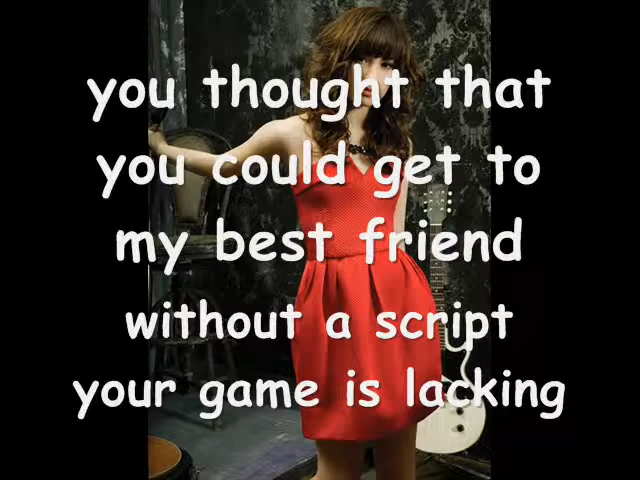 you thought that
you could get to
my best friend
without a script
your game is lacking